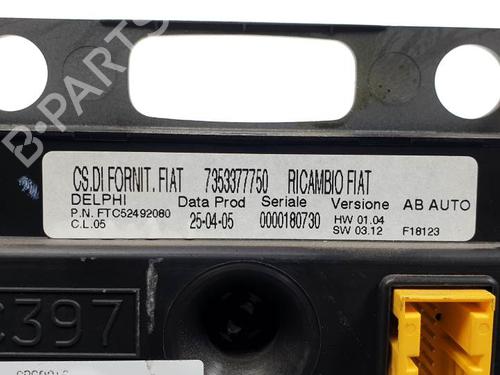 CS.DI FORNIT. FIAT 7353377750 RICAMBIO FIAT
DELPHI Data Prod Seriale Versione AB AUTO
P.N. FTC52492080 25-04-05 0000180730 HW 01.04
C.L.05 SW 03.12 F18123
C397
B-PARTS